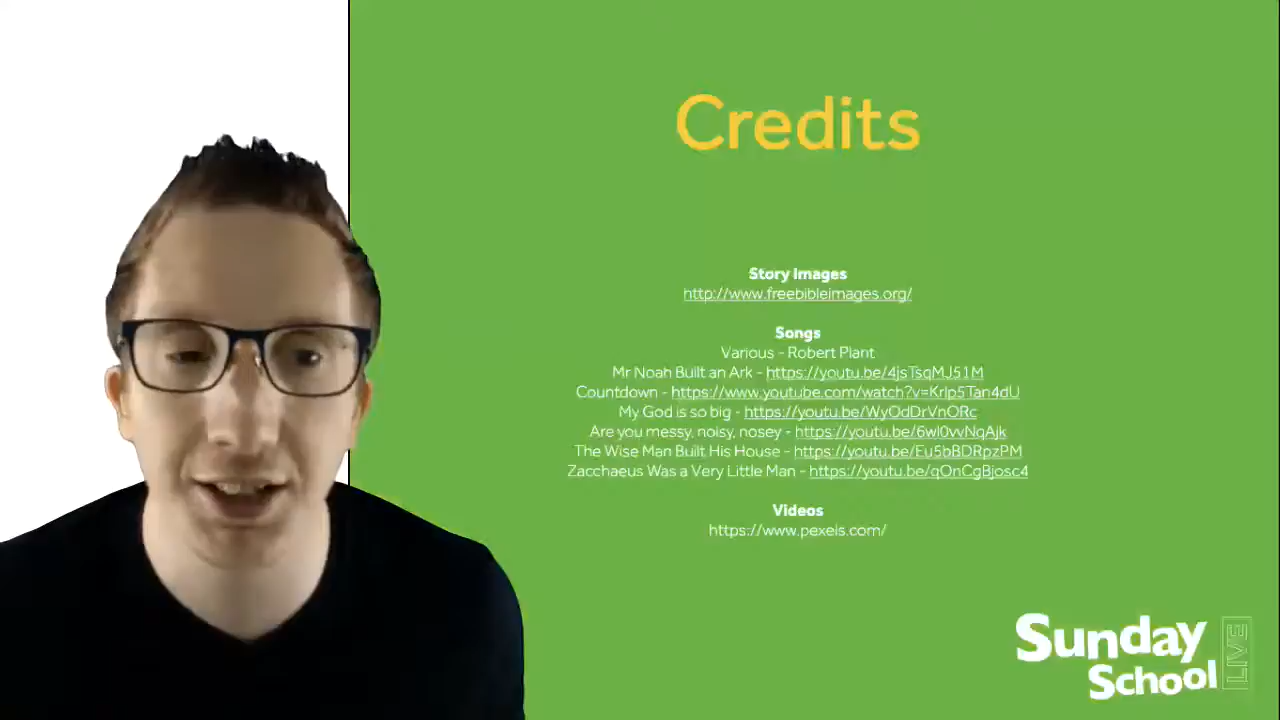 Credits
Story Images
http://www.freebibleimages.org/
Songs
Various - Robert Plant
Mr Noah Built an Ark - https://youtu.be/4jsTsqMJ51M
Countdown - https://www.youtube.com/watch?v=Krlp5Tan4dU
My God is so big - https://youtu.be/WyOdDrVnORc
Are you messy, noisy, nosey - https://youtu.be/6wl0vvNqAjk
The Wise Man Built His House - https://youtu.be/Eu5bBDRpzPM
Zacchaeus Was a Very Little Man - https://youtu.be/qOnCgBjosc4
Videos
https://www.pexels.com/
Sunday
School
LIVE